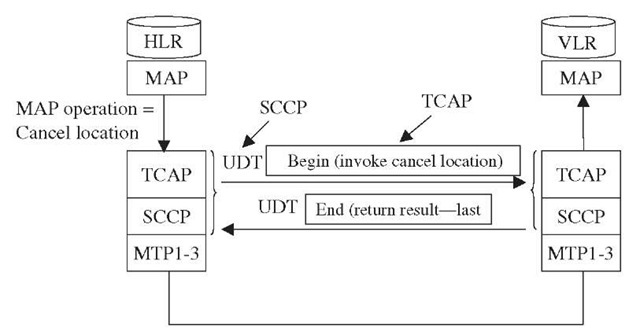 HLR
VLR
MAP
MAP
MAP operation =
Cancel location
SCCP
TCAP
UDT
Begin (invoke cancel location)
TCAP
TCAP
UDT
End (return result—last
SCCP
SCCP
MTP1-3
MTP1-3